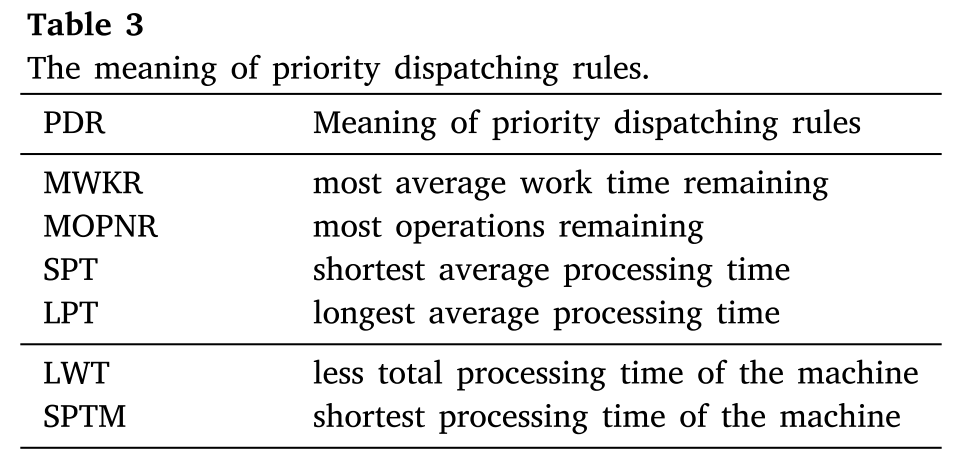 Table 3
The meaning of priority dispatching rules.
PDR Meaning of priority dispatching rules
MWKR most average work time remaining
MOPNR most operations remaining
SPT shortest average processing time
LPT longest average processing time
LWT less total processing time of the machine
SPTM shortest processing time of the machine